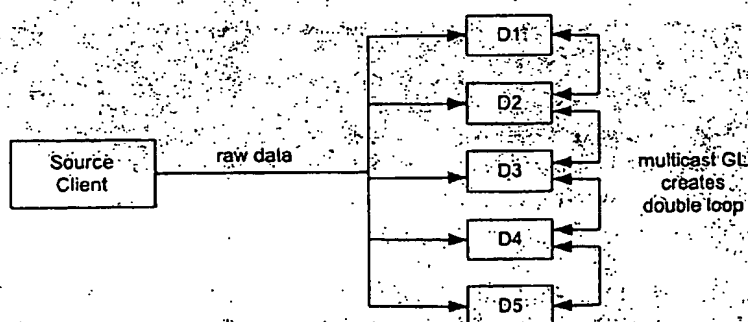 D1
D2
Source
Client
raw data
D3
multicast GL
creates
double loop
D4
D5